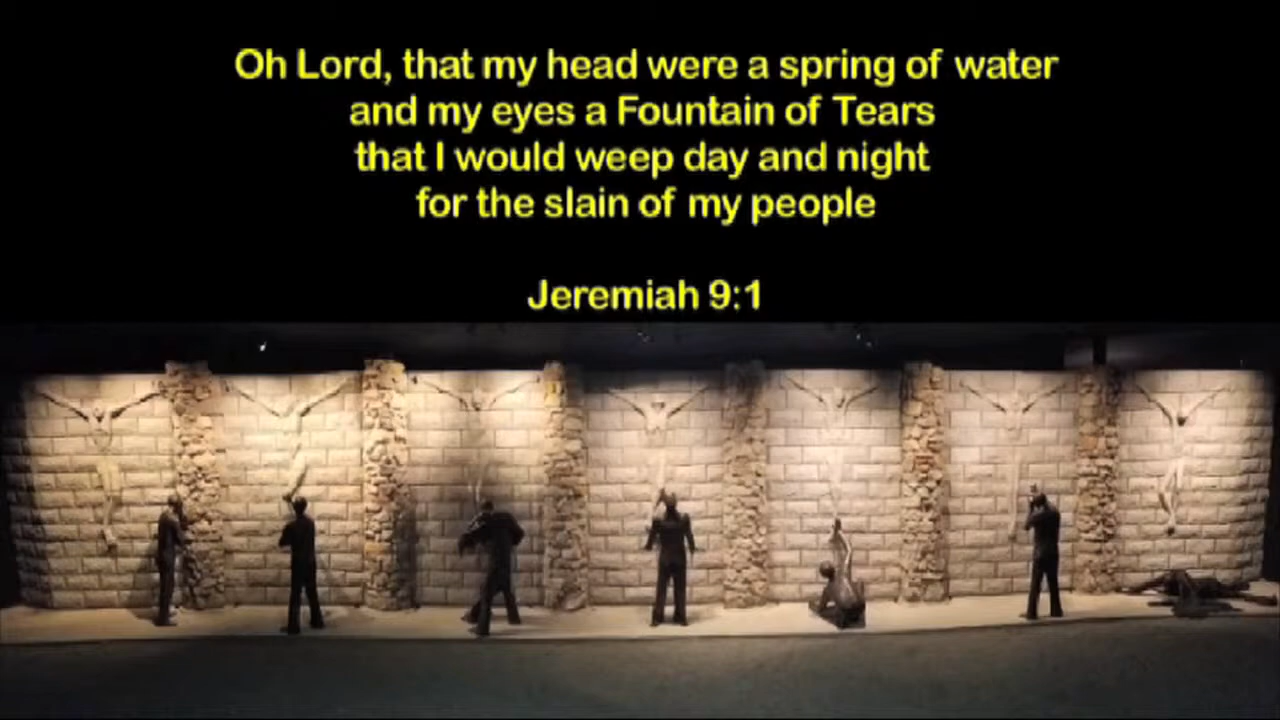 Oh Lord, that my head were a spring of water
and my eyes a Fountain of Tears
that I would weep day and night
for the slain of my people
Jeremiah 9:1